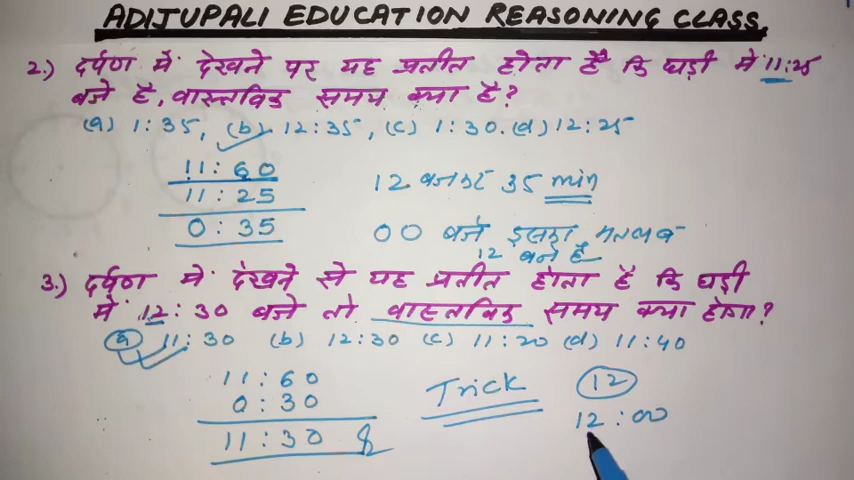 ADIJUPALI EDUCATION REASONING CLASS
2.) दर्पण में देखने पर यह प्रतीत होता है कि घड़ी में 11:25
बजे है, वास्तविक समय क्या है?
(a) 1:35, (b) 12:35, (c) 1:30. (d) 12:25
11:60
11:25
0:35
12 बजकर 35 min
00 बजे इसका मतलब
12 बजे है
3.) दर्पण में देखने से यह प्रतीत होता है कि घड़ी
में 12:30 बजे तो वास्तविक समय क्या होगा?
(a) 11:30 (b) 12:30 (c) 11:20 (d) 11:40
11:60
0:30
11:30
Trick
12
12:00